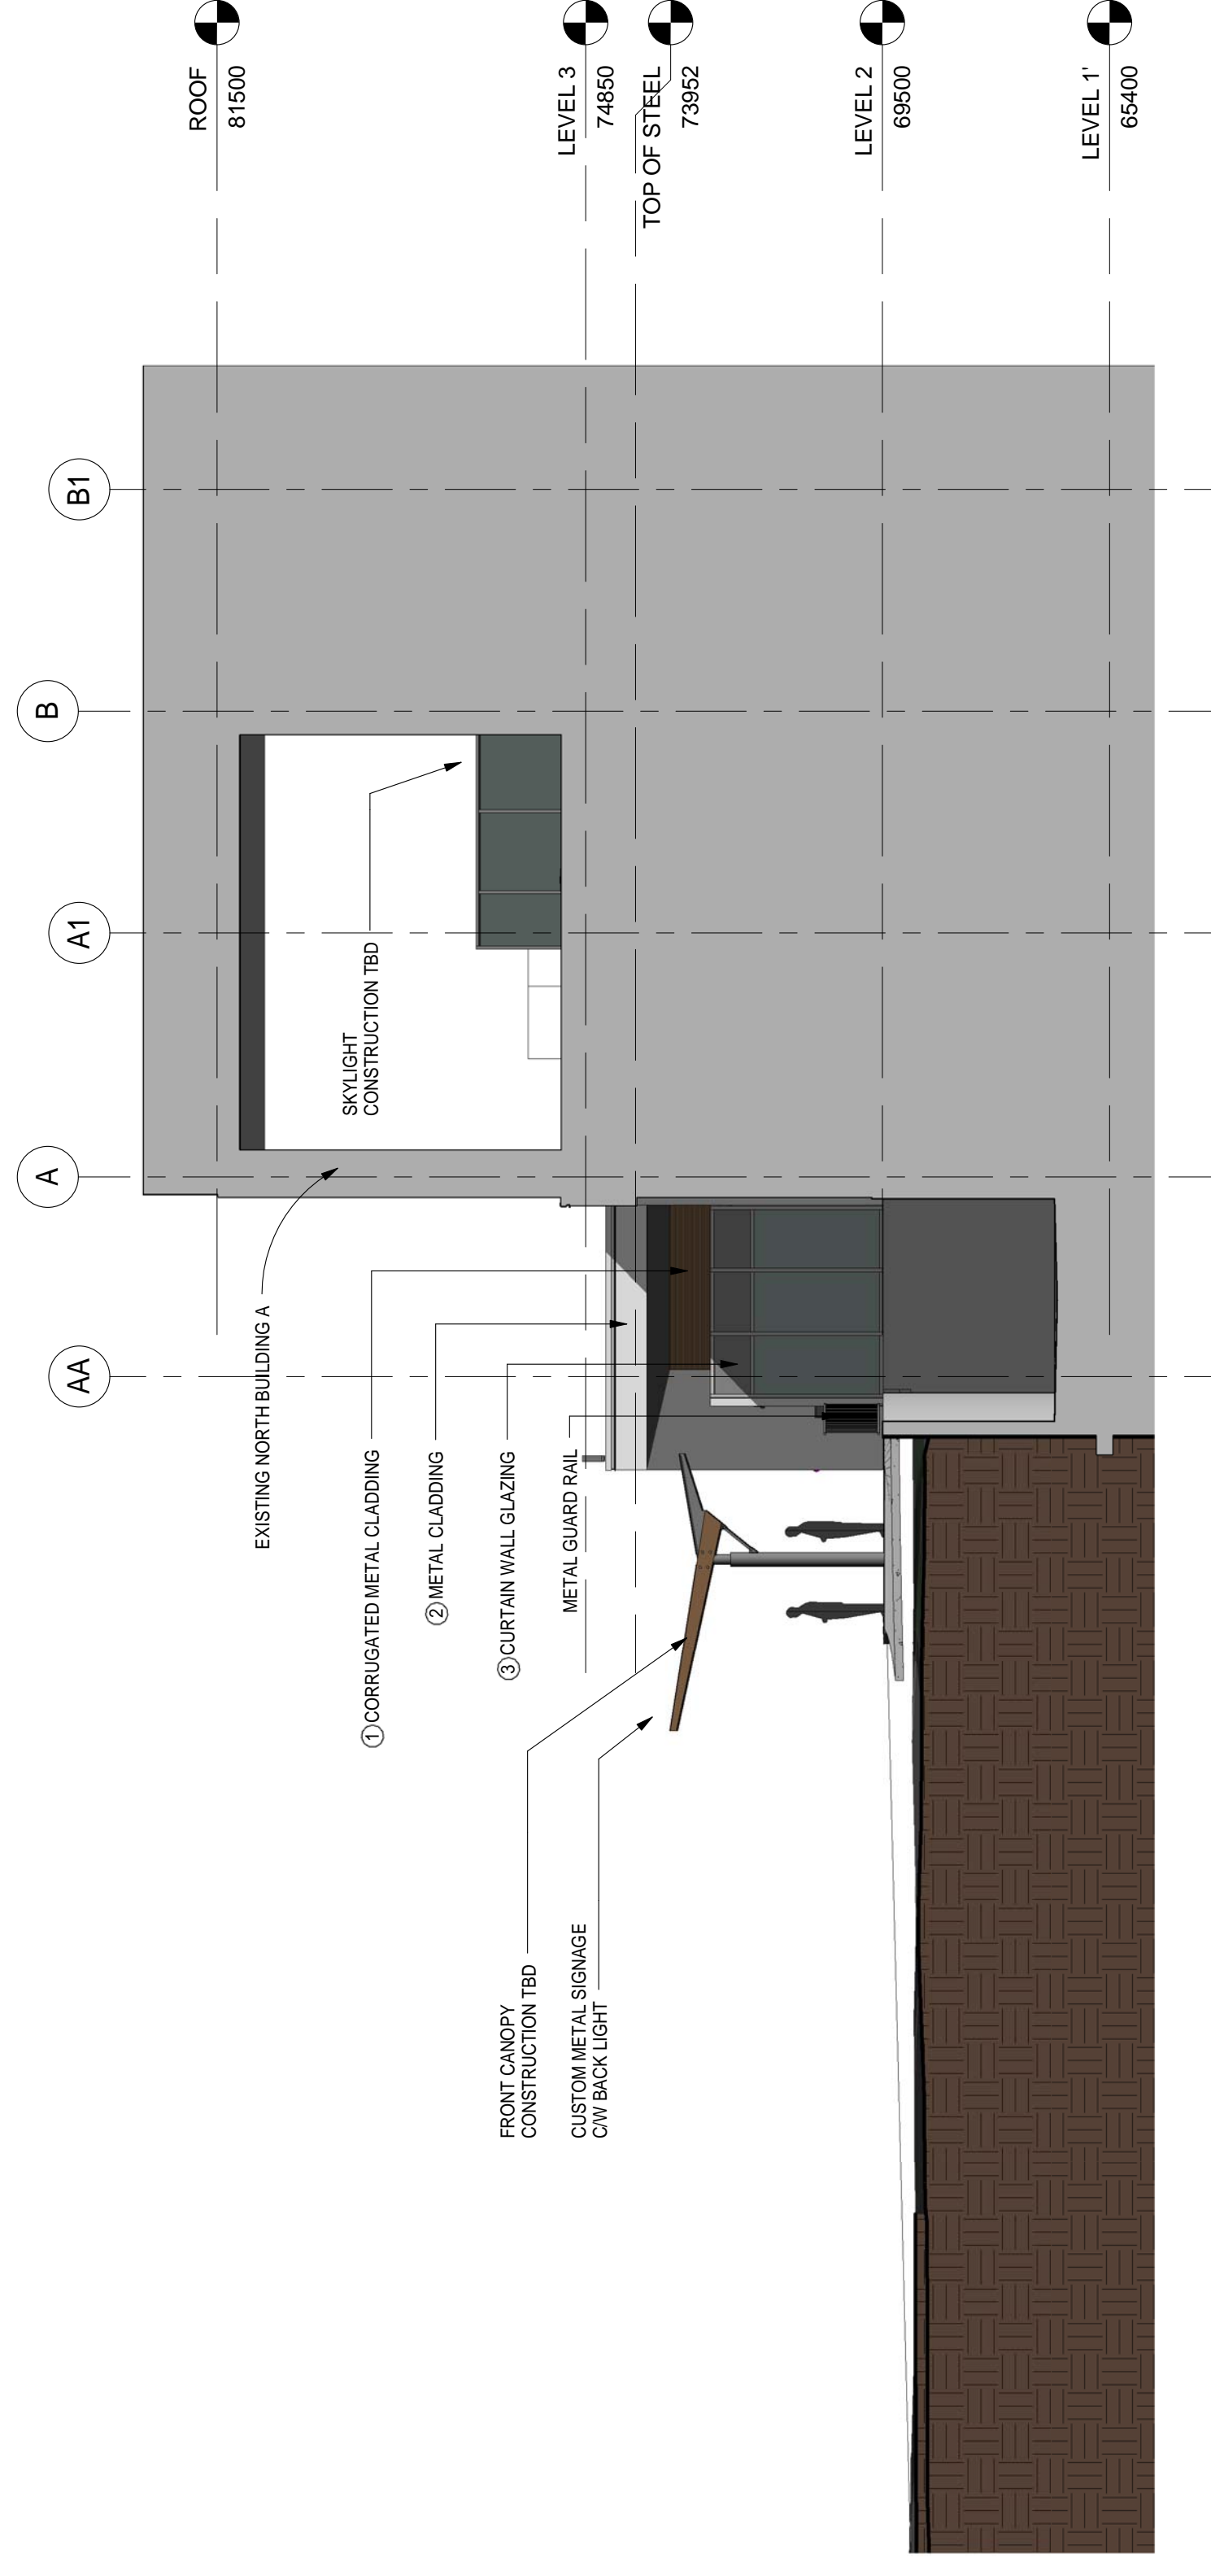 AA
A
A1
B
B1
ROOF
81500
EXISTING NORTH BUILDING A
SKYLIGHT
CONSTRUCTION TBD
1 CORRUGATED METAL CLADDING
2 METAL CLADDING
3 CURTAIN WALL GLAZING
METAL GUARD RAIL
FRONT CANOPY
CONSTRUCTION TBD
CUSTOM METAL SIGNAGE
C/W BACK LIGHT
LEVEL 3
74850
TOP OF STEEL
73952
LEVEL 2
69500
LEVEL 1'
65400